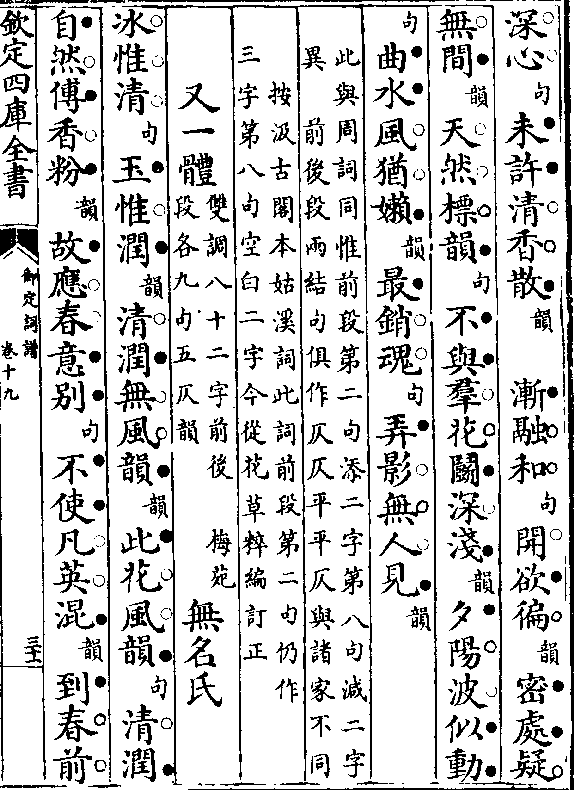 深心句未許清香散韻漸融和句開欲徧韻密處疑
無間韻天然標韻句不與羣花鬭深淺韻夕陽波似動
句曲水風猶嬾韻最銷魂句弄影無人見韻
此與周詞同惟前段第二句添二字第八句減二字
異前後段兩結句俱作仄仄平平仄與諸家不同
按汲古閣本姑溪詞此詞前段第二句仍作
三字第八句空白二字今從花草粹編訂正
又一體雙調八十二字前後梅苑無名氏
段各九句五仄韻
冰惟清句玉惟潤韻清潤無風韻韻此花風韻句清潤
自然傅香粉韻故應春意别句不使凡英混韻到春前
欽定四庫全書
御定詞譜
卷十九
三十二